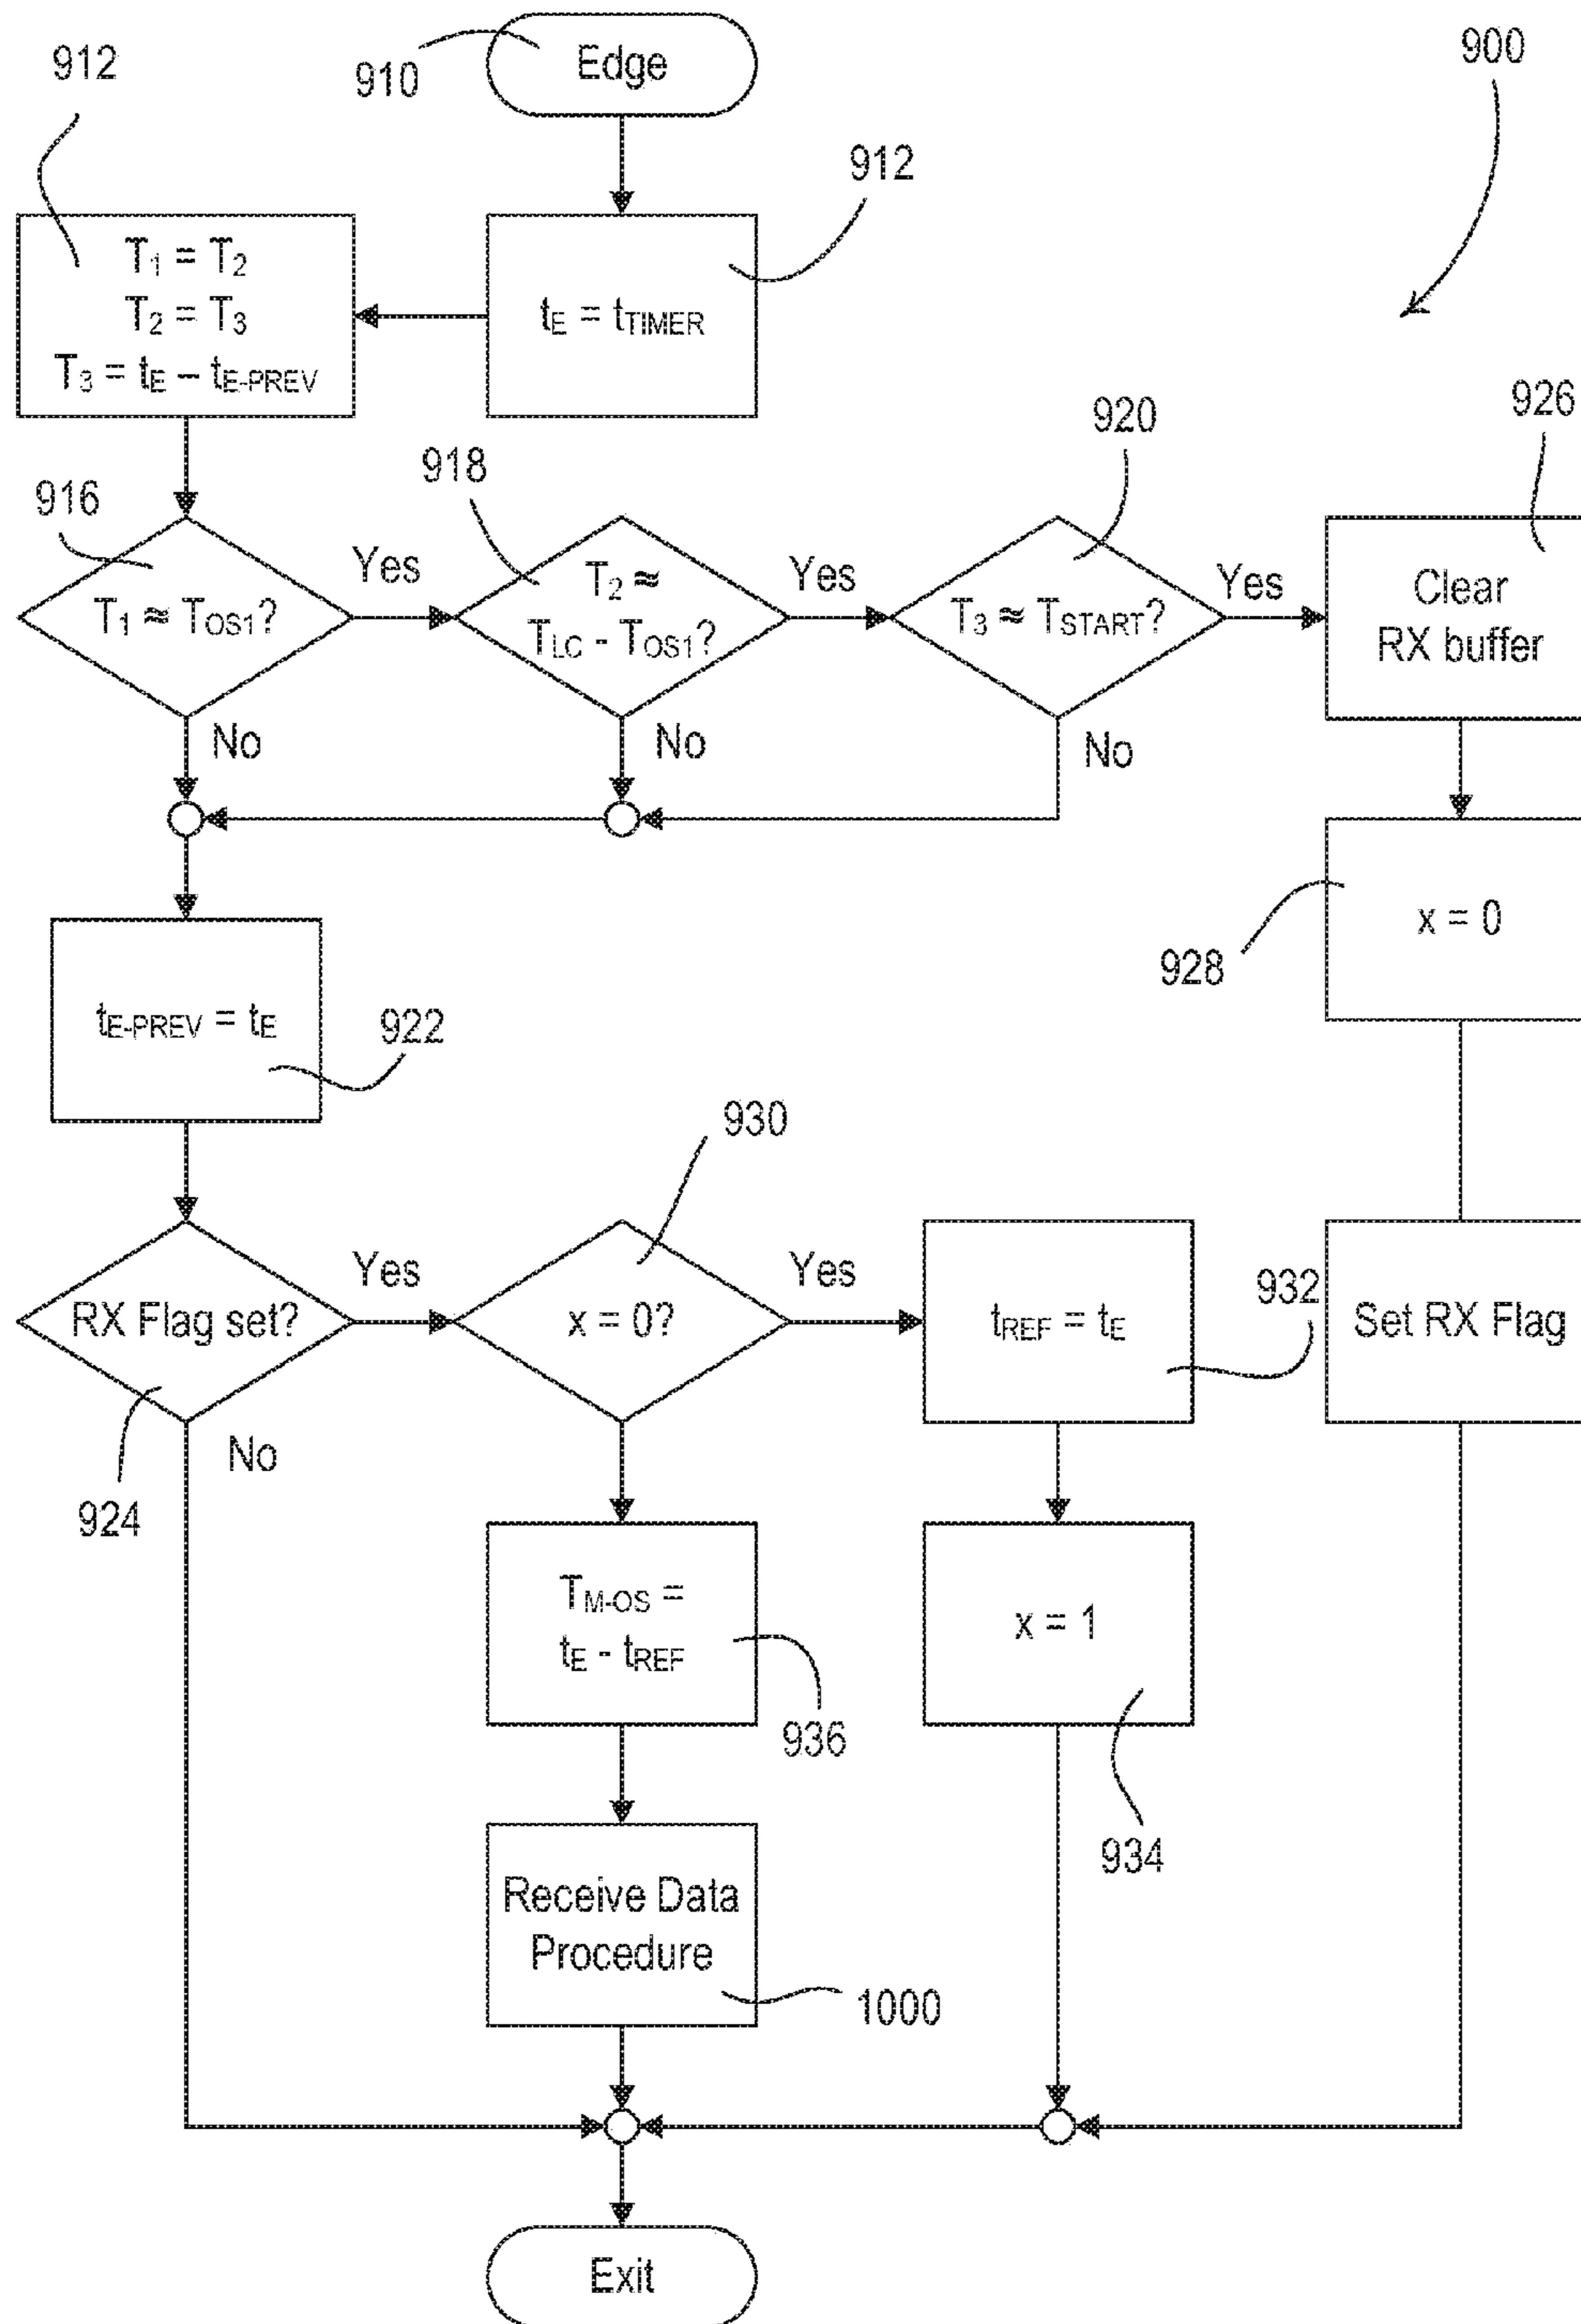 Edge
910
912
900
912
T₁ = T₂
T₂ = T₃
T₃ = tE – tE-PREV
tE = tTIMER
926
920
918
916
T₁ ≈ TOS1?
Yes
T₂ ≈
TLC - TOS1?
Yes
T₃ ≈ TSTART?
Yes
Clear
RX buffer
No
No
No
x = 0
928
tE-PREV = tE
922
930
RX Flag set?
Yes
x = 0?
Yes
tREF = tE
932
Set RX Flag
924
No
TM-OS =
tE - tREF
936
x = 1
934
Receive Data
Procedure
1000
Exit